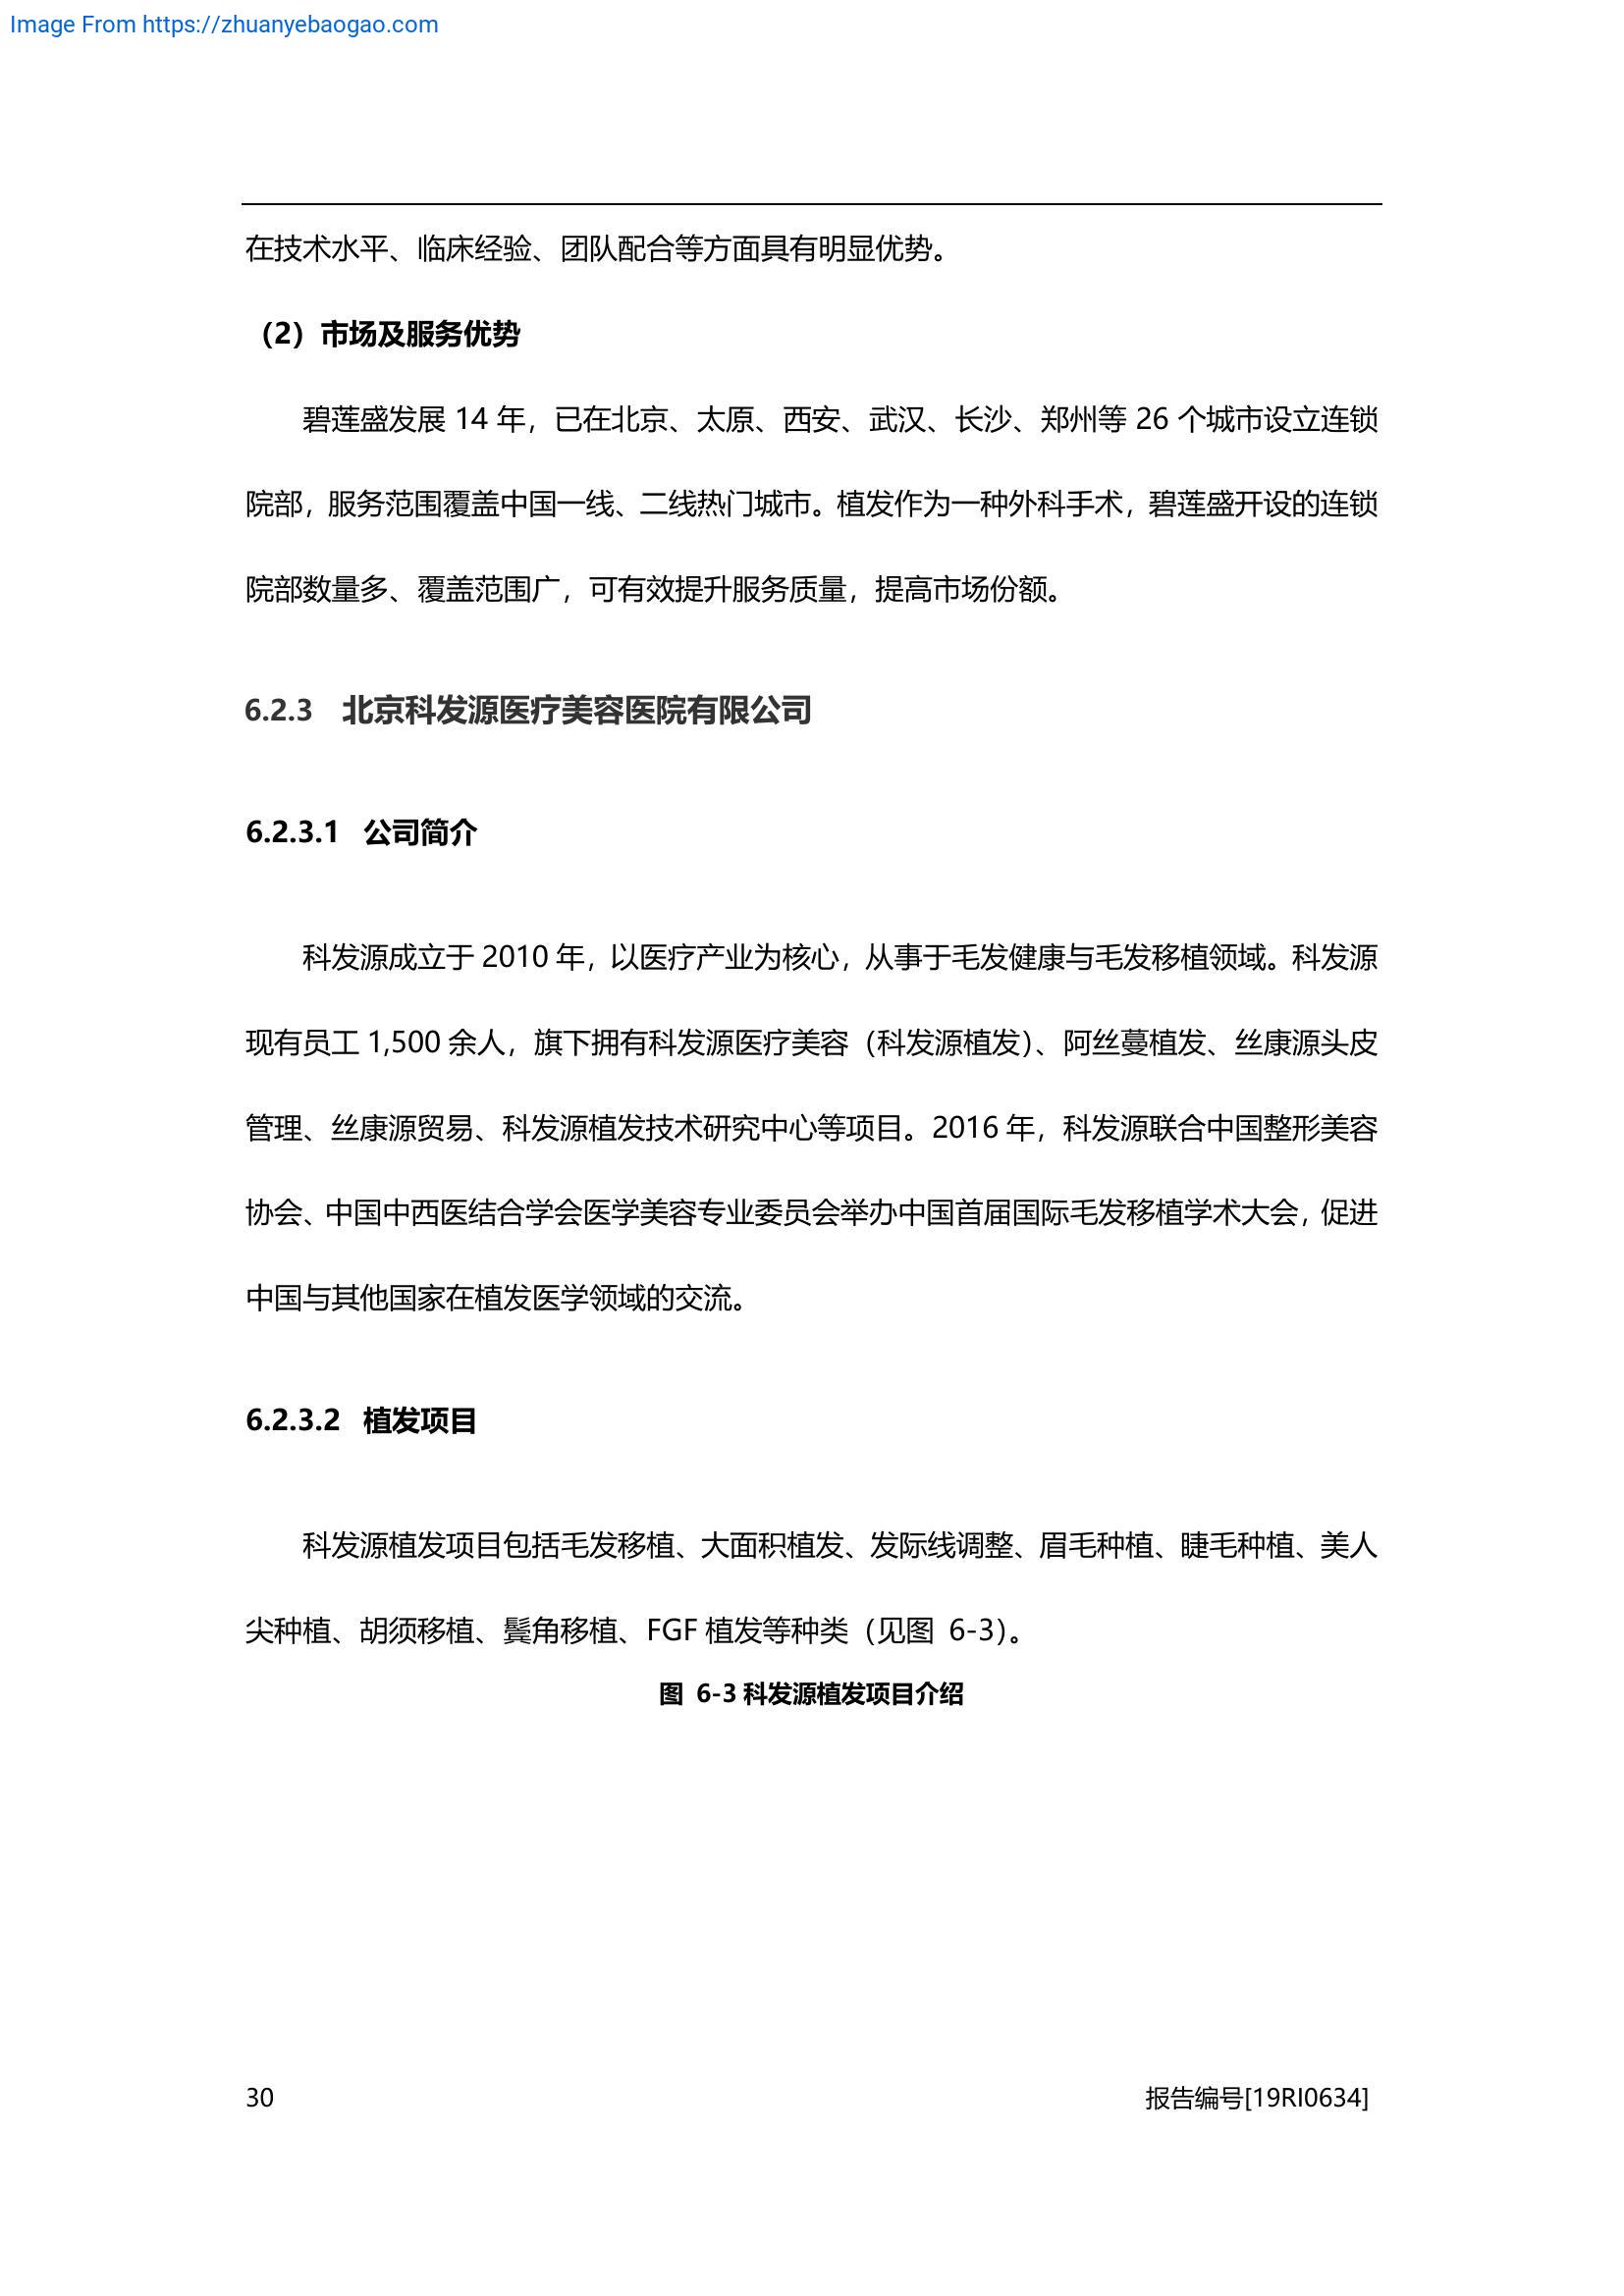 Image From https://zhuanyebaogao.com
在技术水平、临床经验、团队配合等方面具有明显优势。
（2）市场及服务优势
碧莲盛发展 14 年，已在北京、太原、西安、武汉、长沙、郑州等 26 个城市设立连锁
院部，服务范围覆盖中国一线、二线热门城市。植发作为一种外科手术，碧莲盛开设的连锁
院部数量多、覆盖范围广，可有效提升服务质量，提高市场份额。
6.2.3 北京科发源医疗美容医院有限公司
6.2.3.1 公司简介
科发源成立于 2010 年，以医疗产业为核心，从事于毛发健康与毛发移植领域。科发源
现有员工 1,500 余人，旗下拥有科发源医疗美容（科发源植发）、阿丝蔓植发、丝康源头皮
管理、丝康源贸易、科发源植发技术研究中心等项目。2016 年，科发源联合中国整形美容
协会、中国中西医结合学会医学美容专业委员会举办中国首届国际毛发移植学术大会，促进
中国与其他国家在植发医学领域的交流。
6.2.3.2 植发项目
科发源植发项目包括毛发移植、大面积植发、发际线调整、眉毛种植、睫毛种植、美人
尖种植、胡须移植、鬓角移植、FGF 植发等种类（见图 6-3）。
图 6-3 科发源植发项目介绍
30 报告编号[19RI0634]